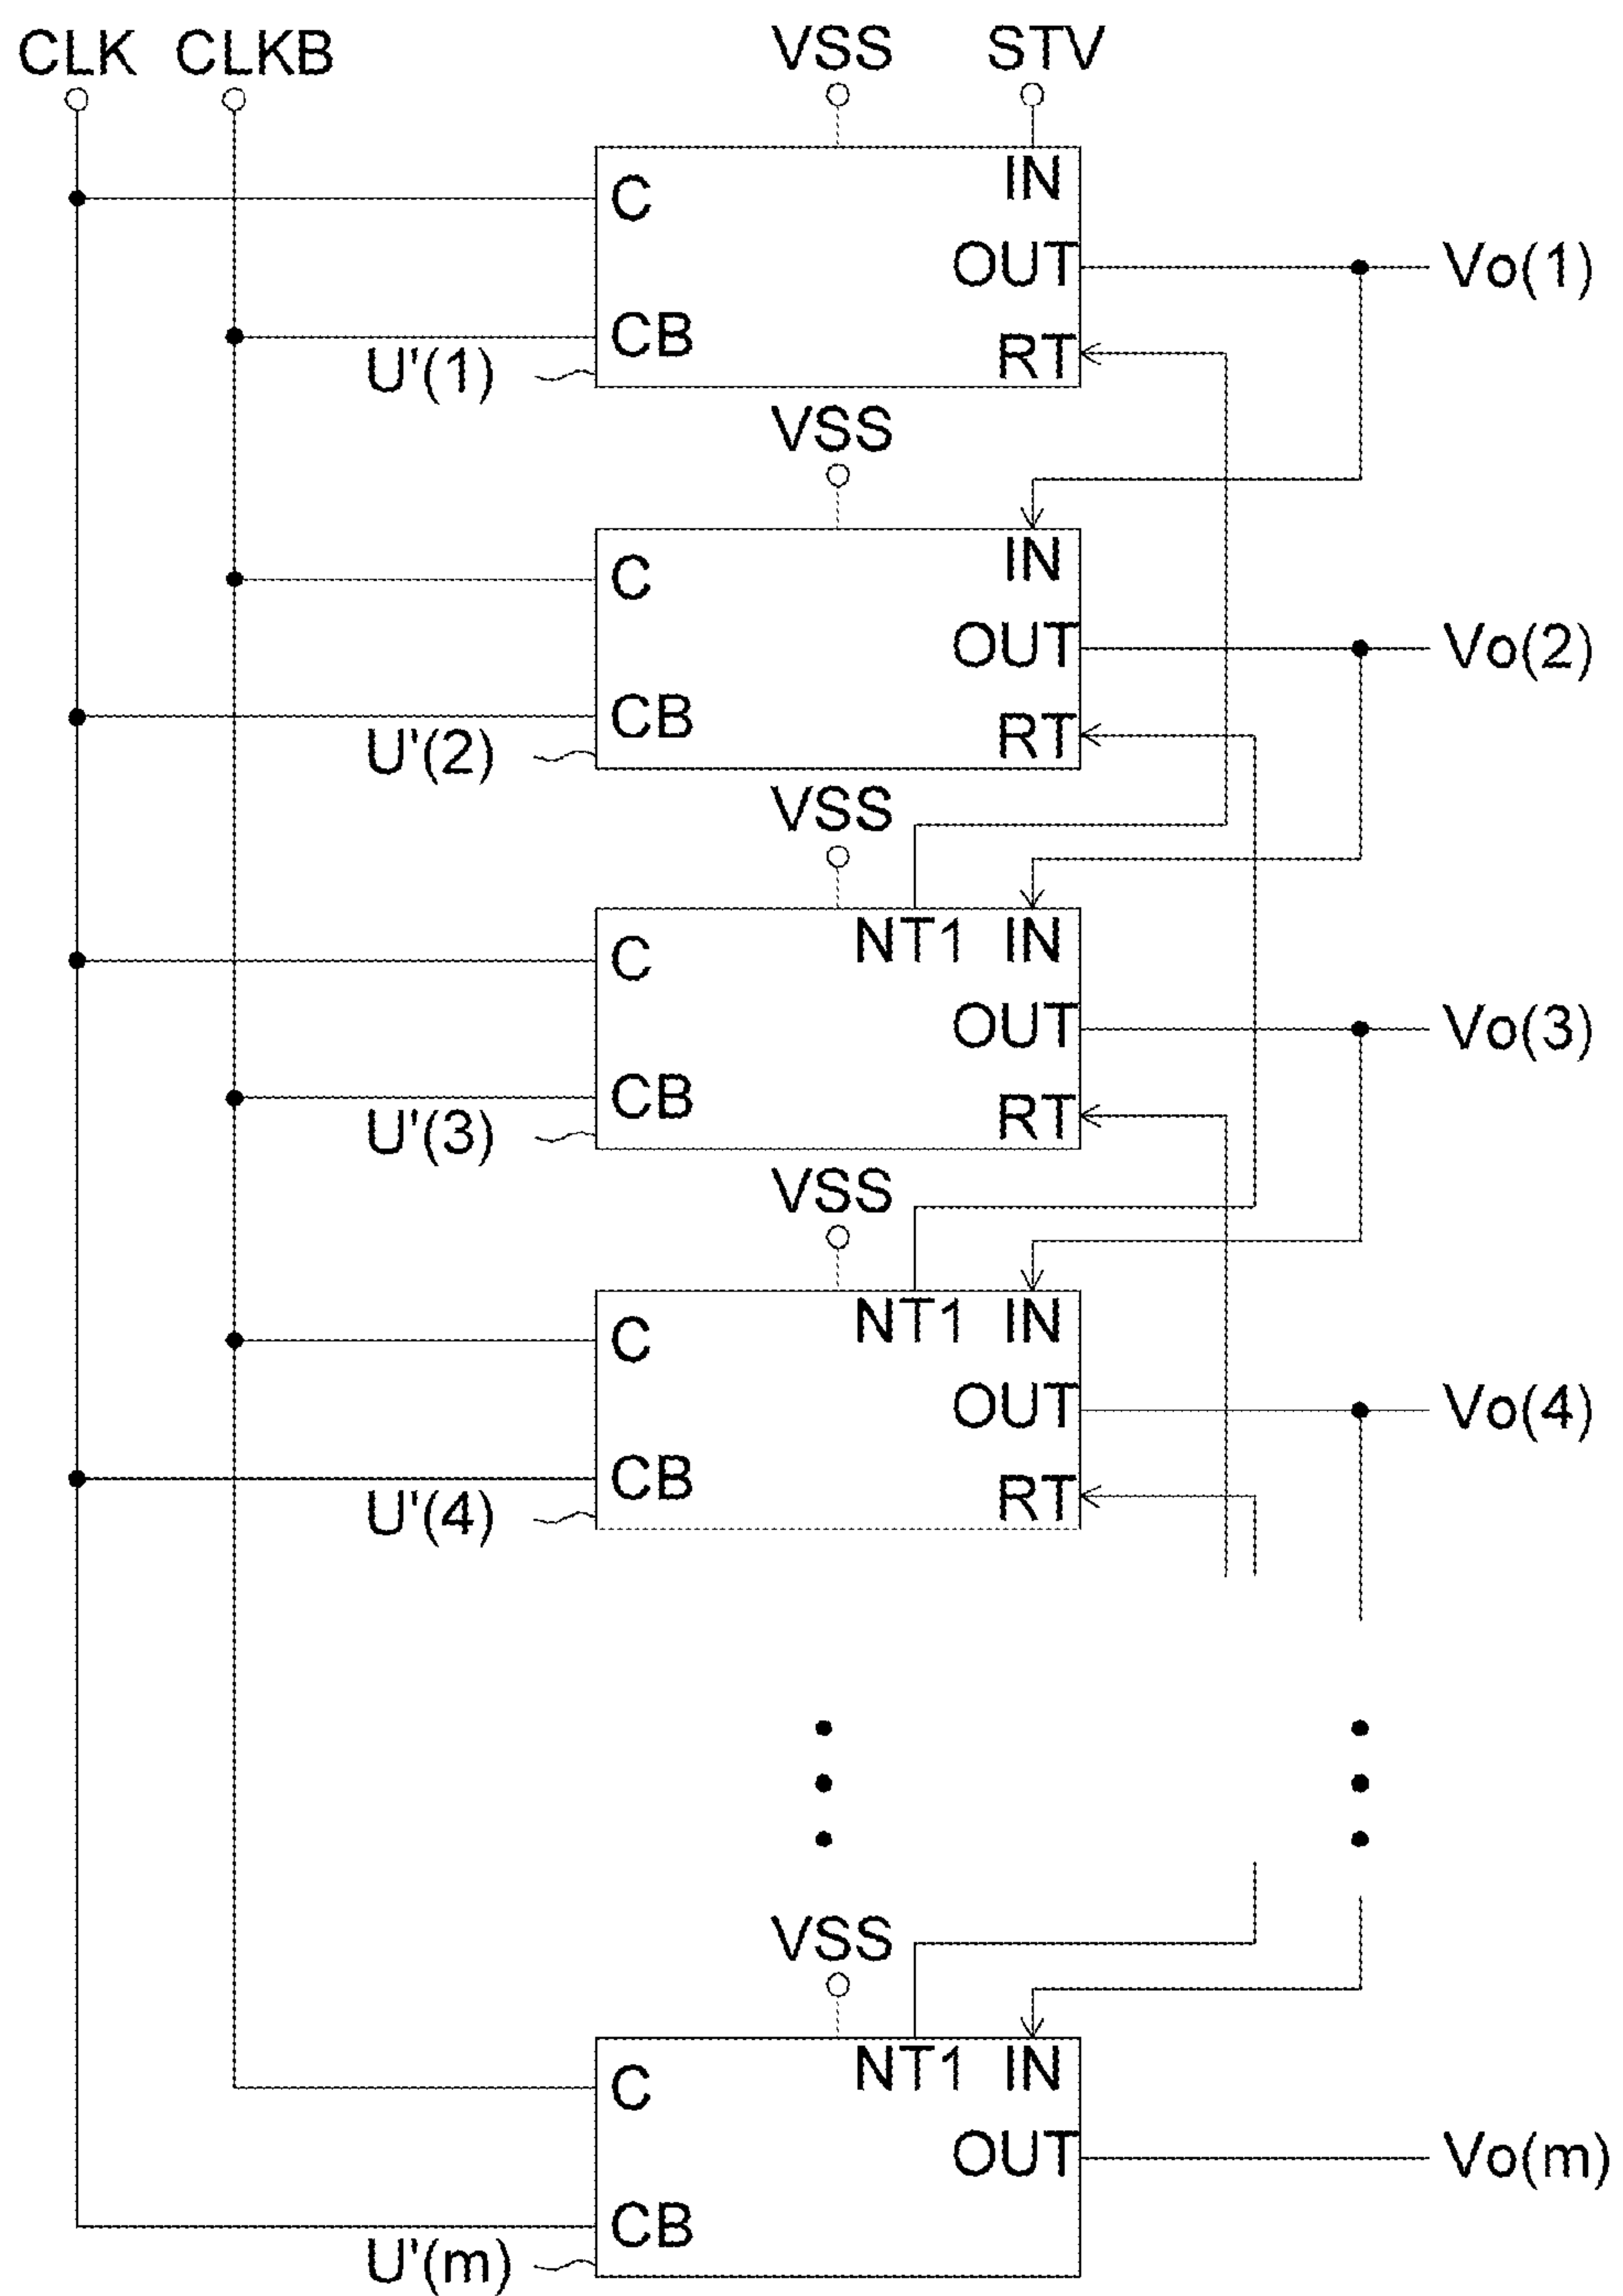 CLK CLKB VSS STV
C IN
OUT Vo(1)
CB RT
U'(1)
VSS
C IN
OUT Vo(2)
CB RT
U'(2)
VSS
C NT1 IN
OUT Vo(3)
CB RT
U'(3)
VSS
C NT1 IN
OUT Vo(4)
CB RT
U'(4)
VSS
C NT1 IN
OUT Vo(m)
CB
U'(m)